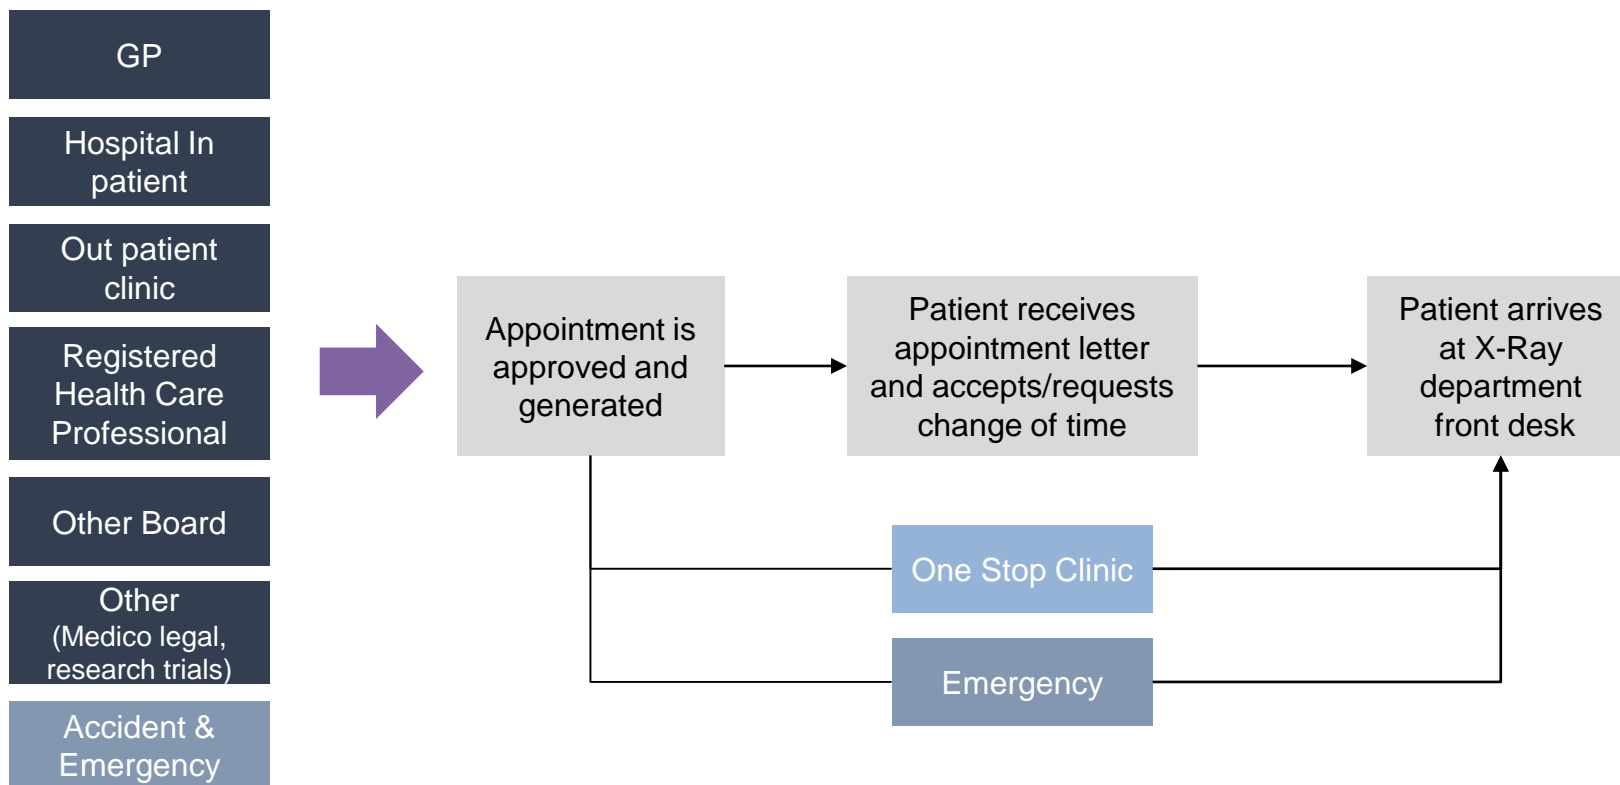 GP
Hospital In
patient
Out patient
clinic
Registered
Health Care
Professional
Other Board
Other
(Medico legal,
research trials)
Accident &
Emergency
Appointment is
approved and
generated
Patient receives
appointment letter
and accepts/requests
change of time
Patient arrives
at X-Ray
department
front desk
One Stop Clinic
Emergency